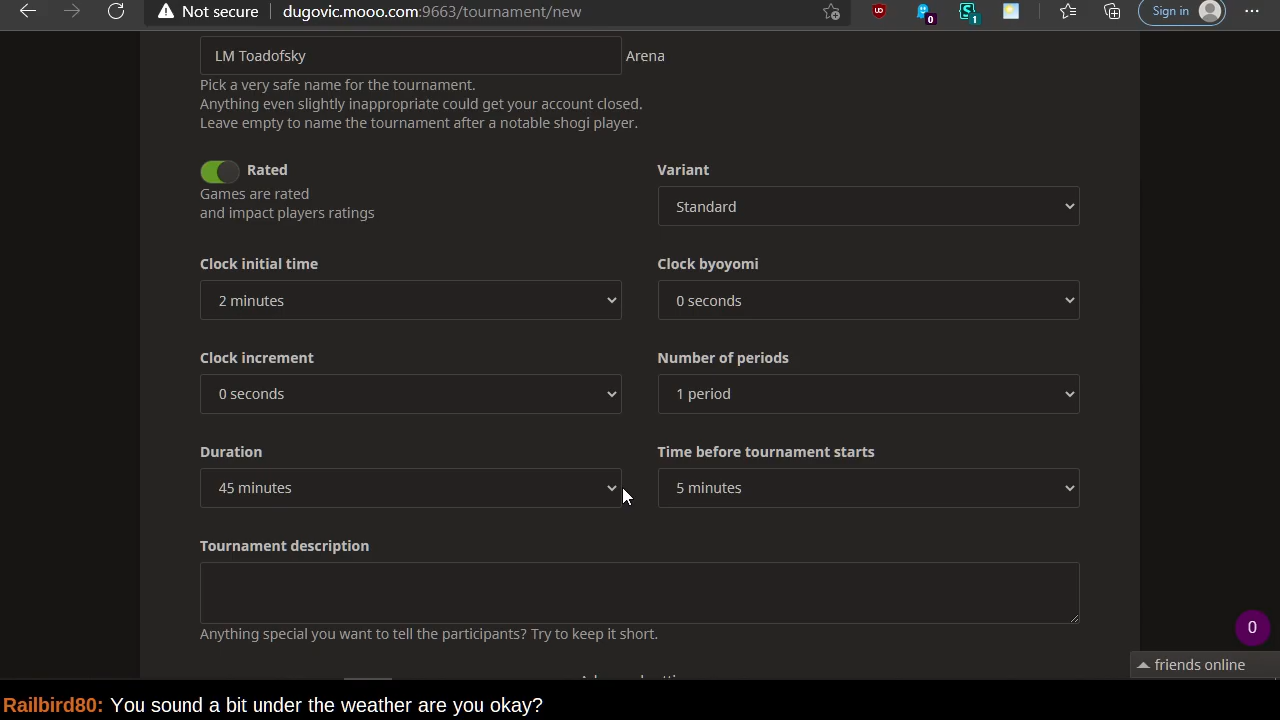 Not secure
dugovic.mooo.com:9663/tournament/new
0
1
Sign in
LM Toadofsky
Arena
Pick a very safe name for the tournament.
Anything even slightly inappropriate could get your account closed.
Leave empty to name the tournament after a notable shogi player.
Rated
Games are rated
and impact players ratings
Variant
Standard
Clock initial time
2 minutes
Clock byoyomi
0 seconds
Clock increment
0 seconds
Number of periods
1 period
Duration
45 minutes
Time before tournament starts
5 minutes
Tournament description
Anything special you want to tell the participants? Try to keep it short.
0
friends online
Railbird80: You sound a bit under the weather are you okay?